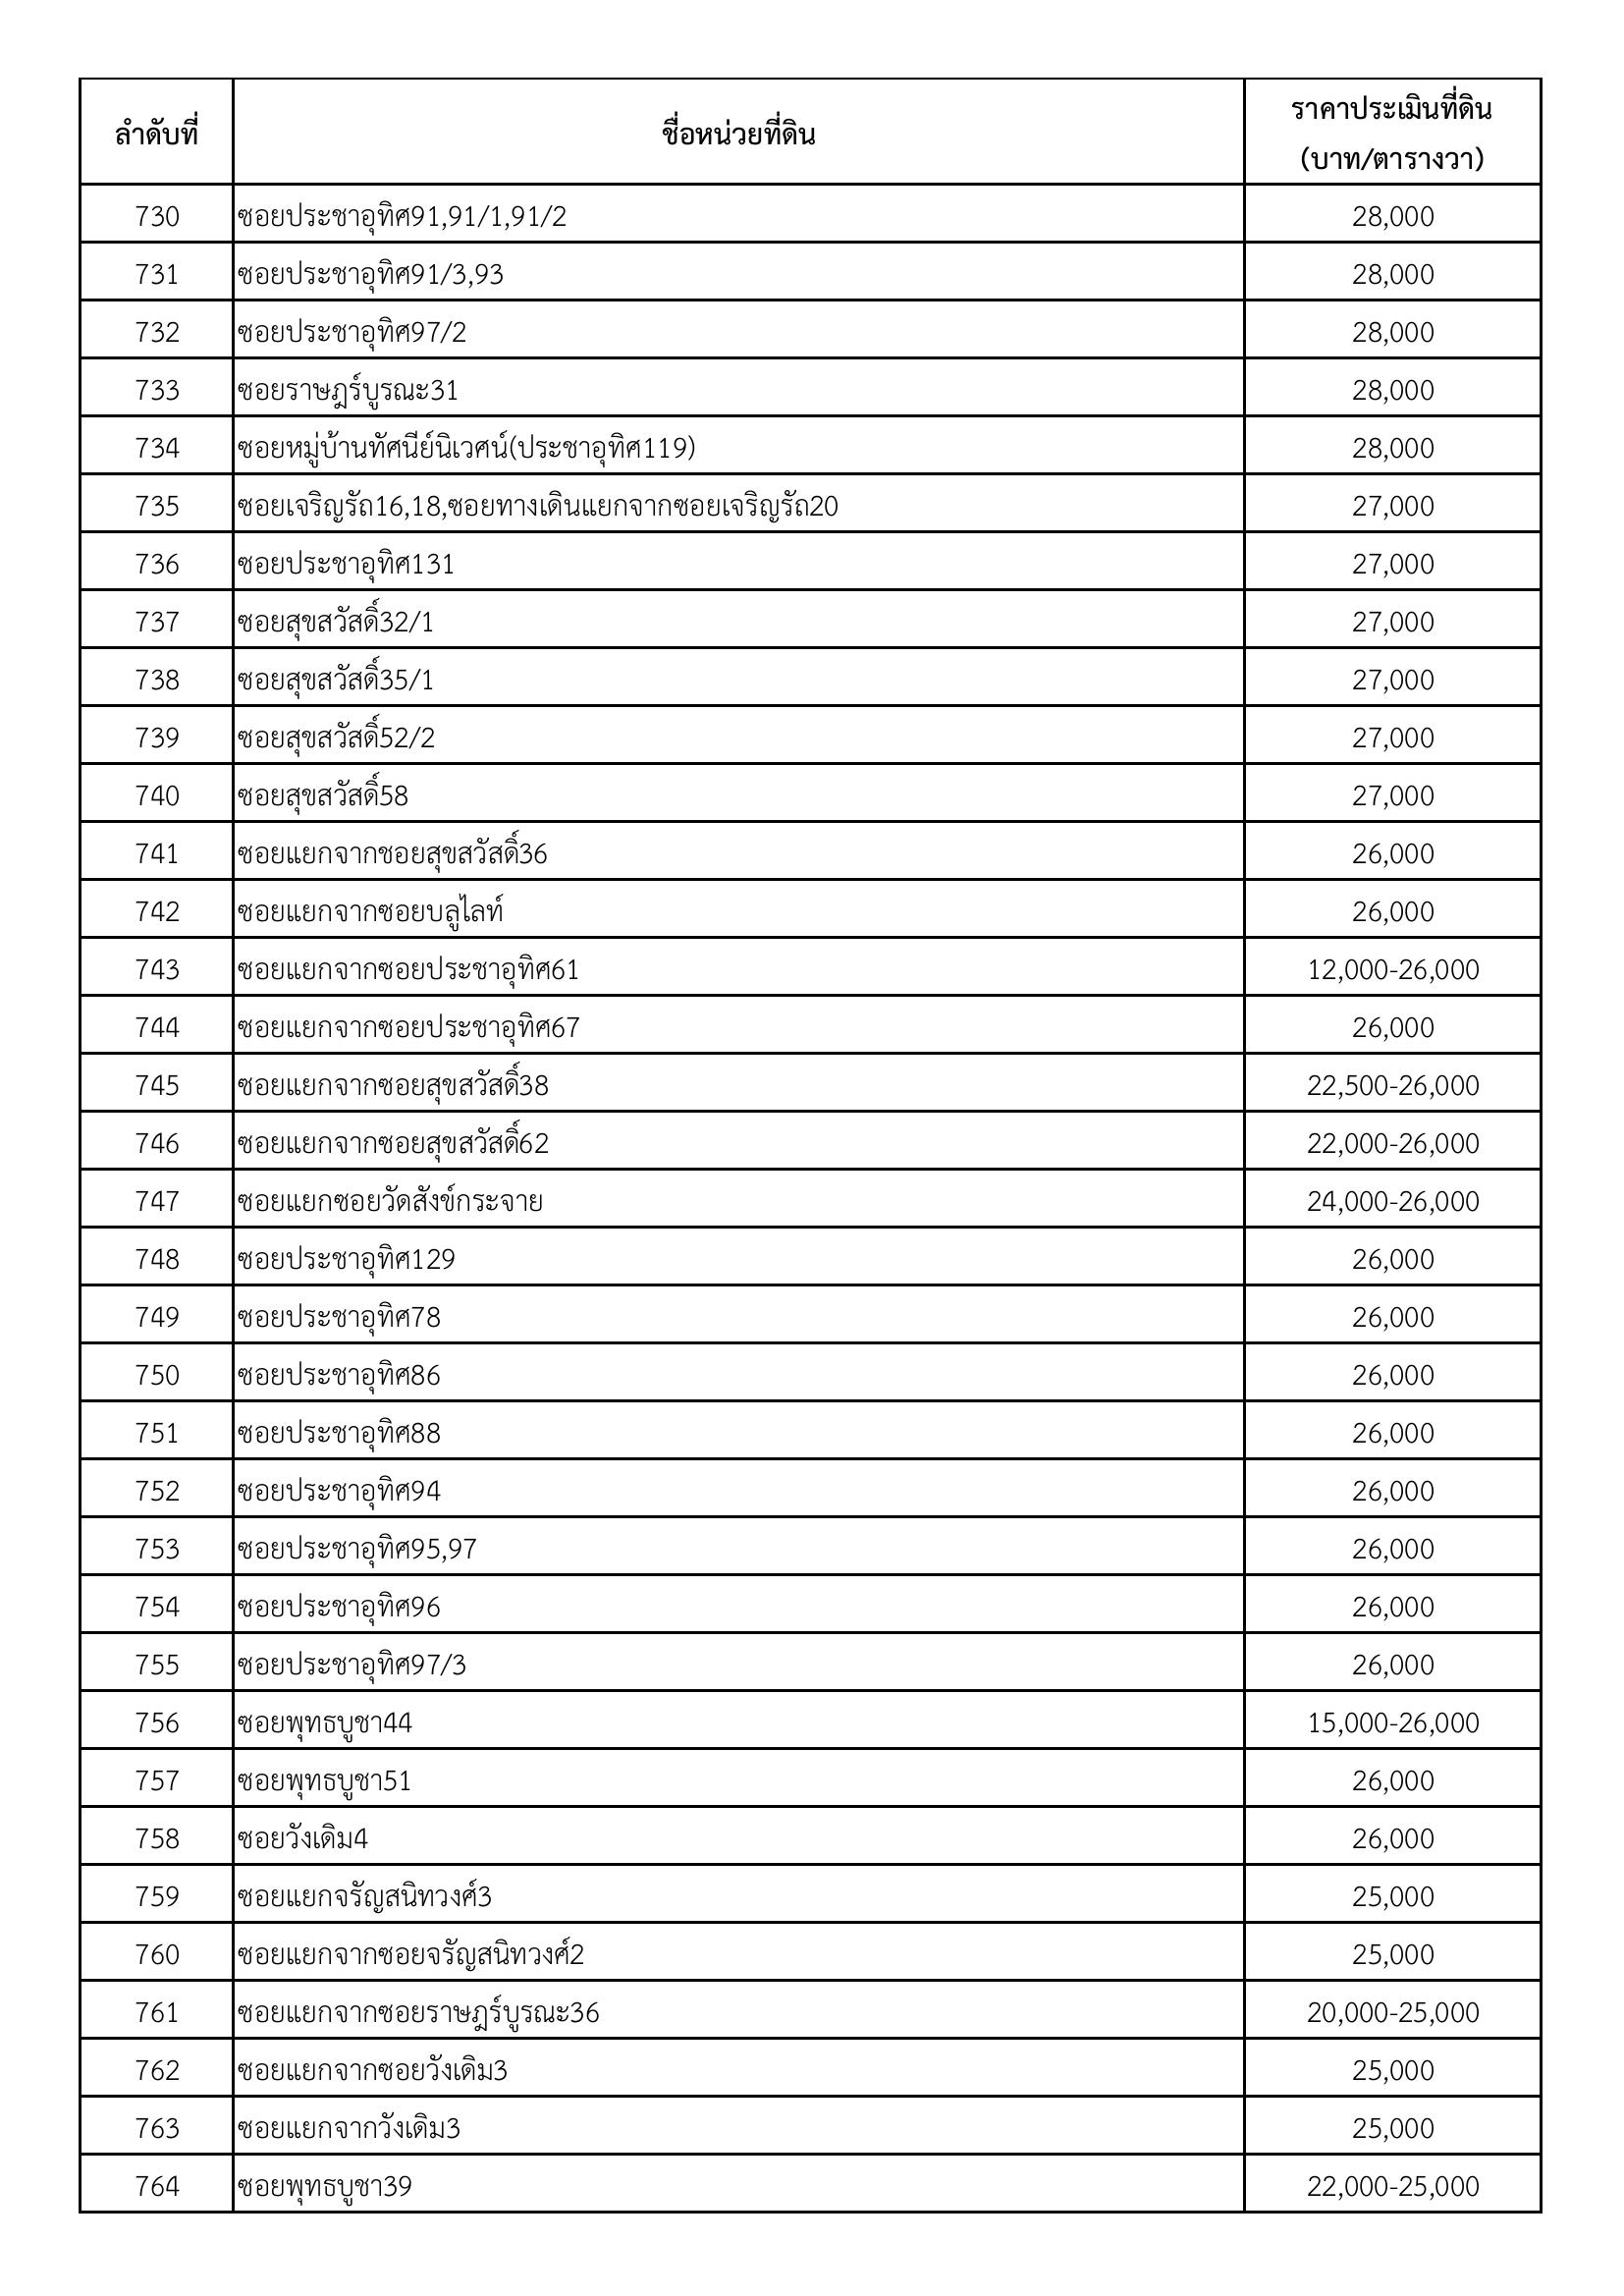 ลำดับที่ ชื่อหน่วยที่ดิน ราคาประเมินที่ดิน
(บาท/ตารางวา)
730 ซอยประชาอุทิศ91,91/1,91/2 28,000
731 ซอยประชาอุทิศ91/3,93 28,000
732 ซอยประชาอุทิศ97/2 28,000
733 ซอยราษฎร์บูรณะ31 28,000
734 ซอยหมู่บ้านทัศนีย์นิเวศน์(ประชาอุทิศ119) 28,000
735 ซอยเจริญรัถ16,18,ซอยทางเดินแยกจากซอยเจริญรัถ20 27,000
736 ซอยประชาอุทิศ131 27,000
737 ซอยสุขสวัสดิ์32/1 27,000
738 ซอยสุขสวัสดิ์35/1 27,000
739 ซอยสุขสวัสดิ์52/2 27,000
740 ซอยสุขสวัสดิ์58 27,000
741 ซอยแยกจากซอยสุขสวัสดิ์36 26,000
742 ซอยแยกจากซอยบลูไลท์ 26,000
743 ซอยแยกจากซอยประชาอุทิศ61 12,000-26,000
744 ซอยแยกจากซอยประชาอุทิศ67 26,000
745 ซอยแยกจากซอยสุขสวัสดิ์38 22,500-26,000
746 ซอยแยกจากซอยสุขสวัสดิ์62 22,000-26,000
747 ซอยแยกซอยวัดสังข์กระจาย 24,000-26,000
748 ซอยประชาอุทิศ129 26,000
749 ซอยประชาอุทิศ78 26,000
750 ซอยประชาอุทิศ86 26,000
751 ซอยประชาอุทิศ88 26,000
752 ซอยประชาอุทิศ94 26,000
753 ซอยประชาอุทิศ95,97 26,000
754 ซอยประชาอุทิศ96 26,000
755 ซอยประชาอุทิศ97/3 26,000
756 ซอยพุทธบูชา44 15,000-26,000
757 ซอยพุทธบูชา51 26,000
758 ซอยวังเดิม4 26,000
759 ซอยแยกจรัญสนิทวงศ์3 25,000
760 ซอยแยกจากซอยจรัญสนิทวงศ์2 25,000
761 ซอยแยกจากซอยราษฎร์บูรณะ36 20,000-25,000
762 ซอยแยกจากซอยวังเดิม3 25,000
763 ซอยแยกจากวังเดิม3 25,000
764 ซอยพุทธบูชา39 22,000-25,000